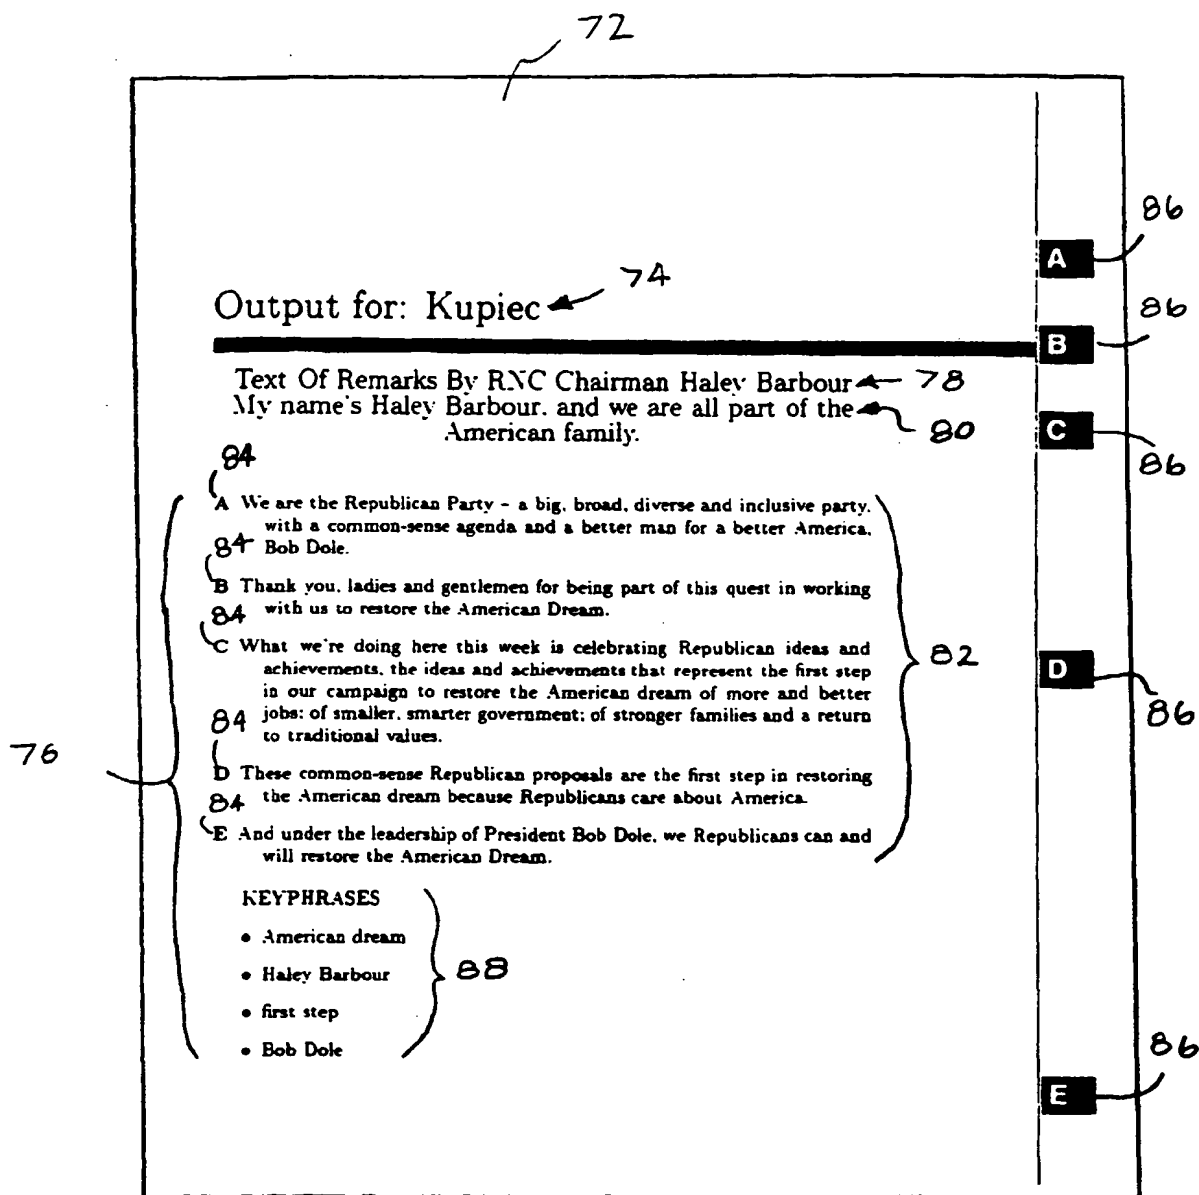 72
86
A
74
Output for: Kupiec
86
B
Text Of Remarks By RNC Chairman Haley Barbour 78
My name's Haley Barbour, and we are all part of the
American family.
80
C
86
84
A We are the Republican Party - a big, broad, diverse and inclusive party,
with a common-sense agenda and a better man for a better America,
84 Bob Dole.
B Thank you, ladies and gentlemen for being part of this quest in working
84 with us to restore the American Dream.
C What we're doing here this week is celebrating Republican ideas and
achievements, the ideas and achievements that represent the first step
in our campaign to restore the American dream of more and better
84 jobs; of smaller, smarter government; of stronger families and a return
to traditional values.
82
D
86
76
D These common-sense Republican proposals are the first step in restoring
84 the American dream because Republicans care about America.
E And under the leadership of President Bob Dole, we Republicans can and
will restore the American Dream.
KEYPHRASES
• American dream
• Haley Barbour
88
• first step
• Bob Dole
86
E